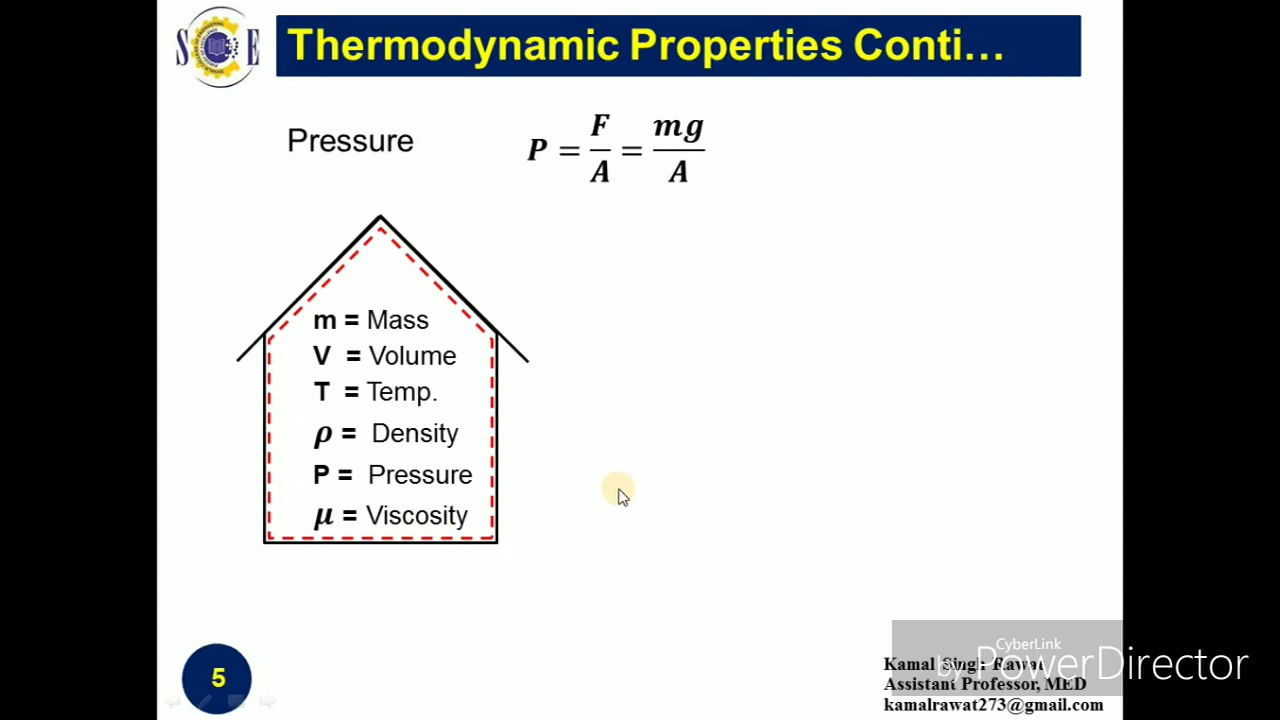 S C E
Thermodynamic Properties Conti...
Pressure
P = F/A = mg/A
m = Mass
V = Volume
T = Temp.
ρ = Density
P = Pressure
μ = Viscosity
5
CyberLink
by PowerDirector
Kamal Singh Rawat
Assistant Professor, MED
kamalrawat273@gmail.com